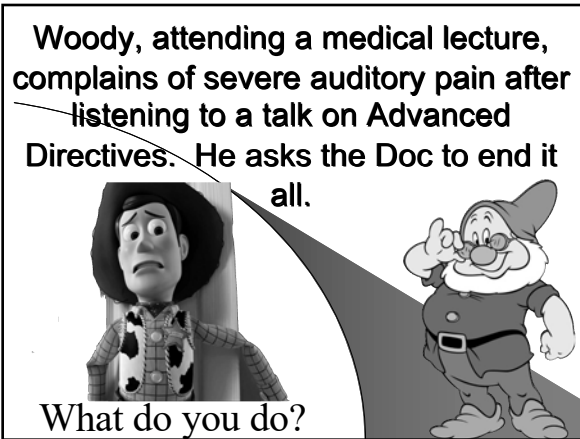 Woody, attending a medical lecture,
complains of severe auditory pain after
listening to a talk on Advanced
Directives.  He asks the Doc to end it
all.
What do you do?